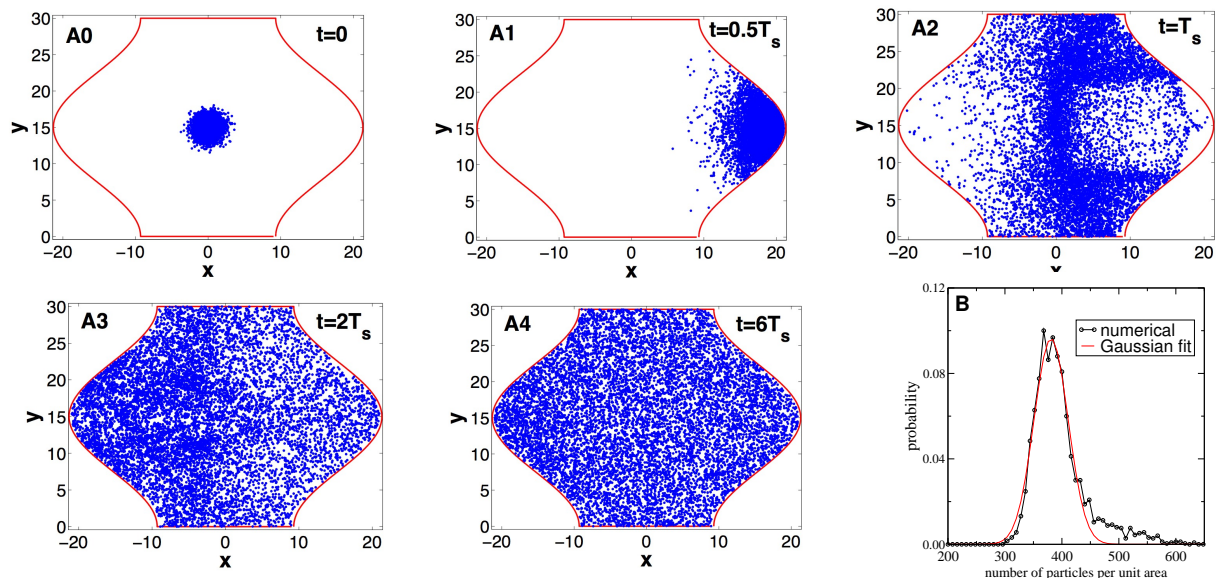 A0
t=0
30
25
20
15
10
5
0
y
−20 −10 0 10 20
x
A1
t=0.5Ts
30
25
20
15
10
5
0
y
−20 −10 0 10 20
x
A2
t=Ts
30
25
20
15
10
5
0
y
−20 −10 0 10 20
x
A3
t=2Ts
30
25
20
15
10
5
0
y
−20 −10 0 10 20
x
A4
t=6Ts
30
25
20
15
10
5
0
y
−20 −10 0 10 20
x
B
numerical
Gaussian fit
0.12
0.08
0.04
0.00
probability
200 300 400 500 600
number of particles per unit area